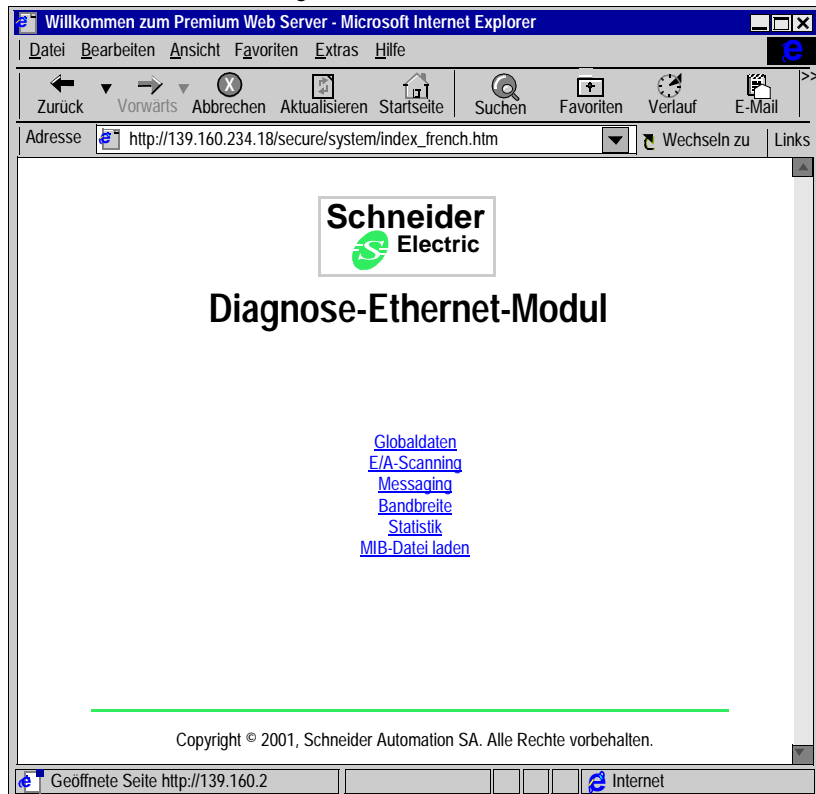 Willkommen zum Premium Web Server - Microsoft Internet Explorer
Datei Bearbeiten Ansicht Favoriten Extras Hilfe
Zurück Vorwärts Abbrechen Aktualisieren Startseite Suchen Favoriten Verlauf E-Mail >>
Adresse http://139.160.234.18/secure/system/index_french.htm Wechseln zu Links
Schneider
Electric
Diagnose-Ethernet-Modul
Globaldaten
E/A-Scanning
Messaging
Bandbreite
Statistik
MIB-Datei laden
Copyright © 2001, Schneider Automation SA. Alle Rechte vorbehalten.
Geöffnete Seite http://139.160.2 Internet